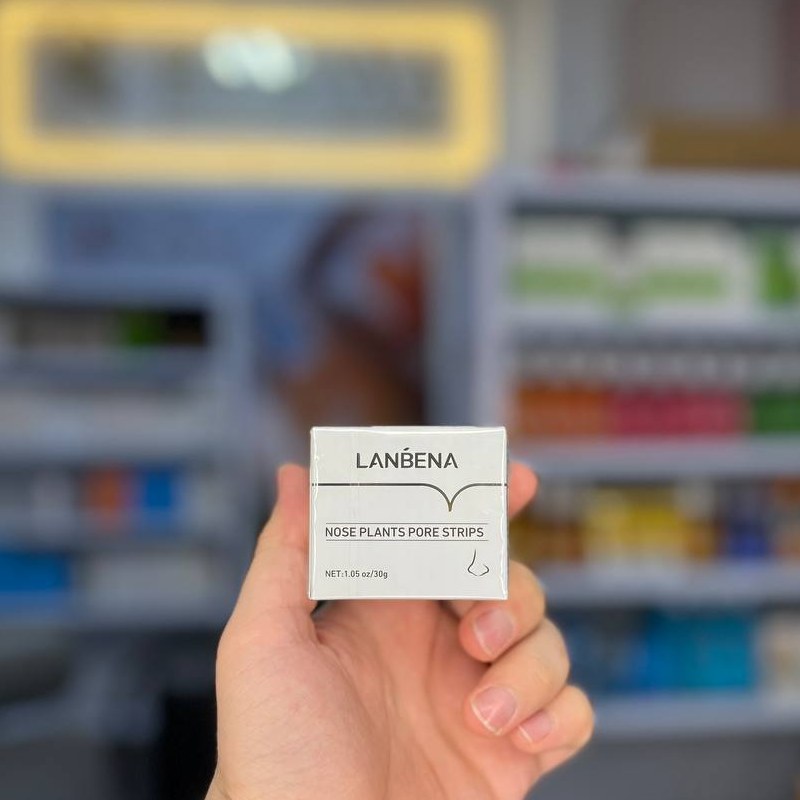 LANBENA
NOSE PLANTS PORE STRIPS
NET:1.05 oz/30g